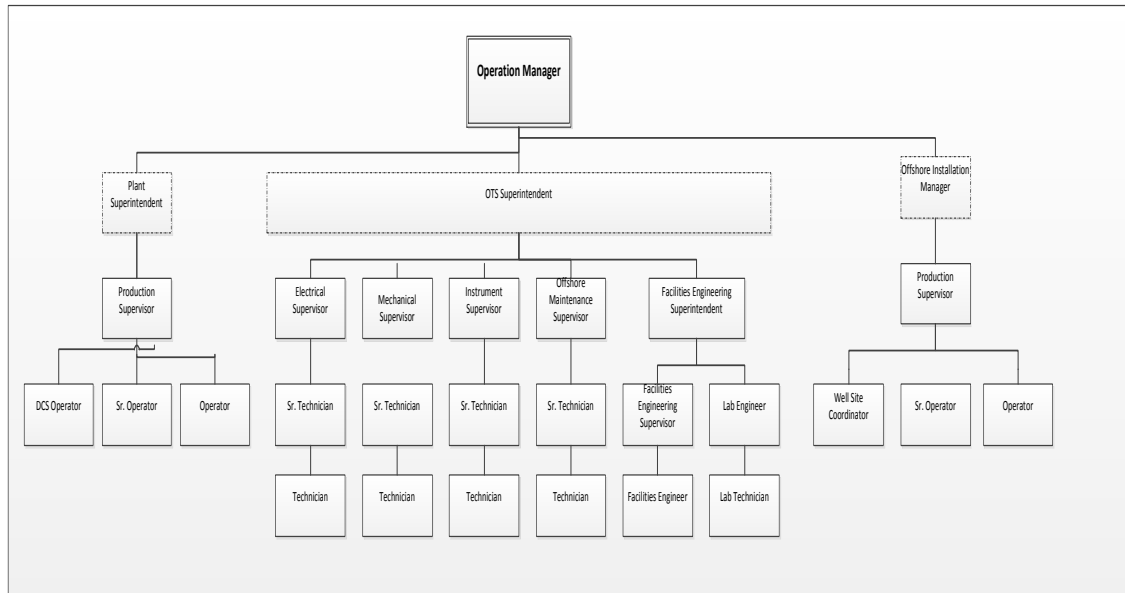 Operation Manager
Plant
Superintendent
OTS Superintendent
Offshore Installation
Manager
Production
Supervisor
Electrical
Supervisor
Mechanical
Supervisor
Instrument
Supervisor
Offshore
Maintenance
Supervisor
Facilities Engineering
Superintendent
Production
Supervisor
DCS Operator
Sr. Operator
Operator
Sr. Technician
Sr. Technician
Sr. Technician
Sr. Technician
Facilities
Engineering
Supervisor
Lab Engineer
Well Site
Coordinator
Sr. Operator
Operator
Technician
Technician
Technician
Technician
Facilities Engineer
Lab Technician